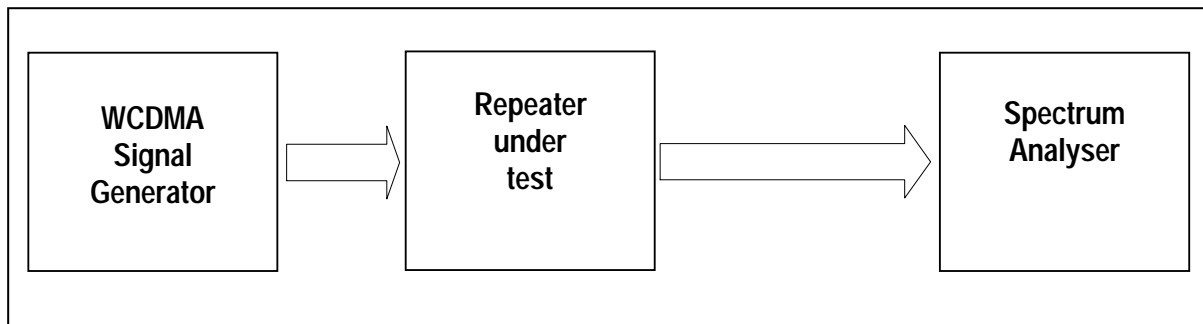 WCDMA
Signal
Generator
Repeater
under
test
Spectrum
Analyser